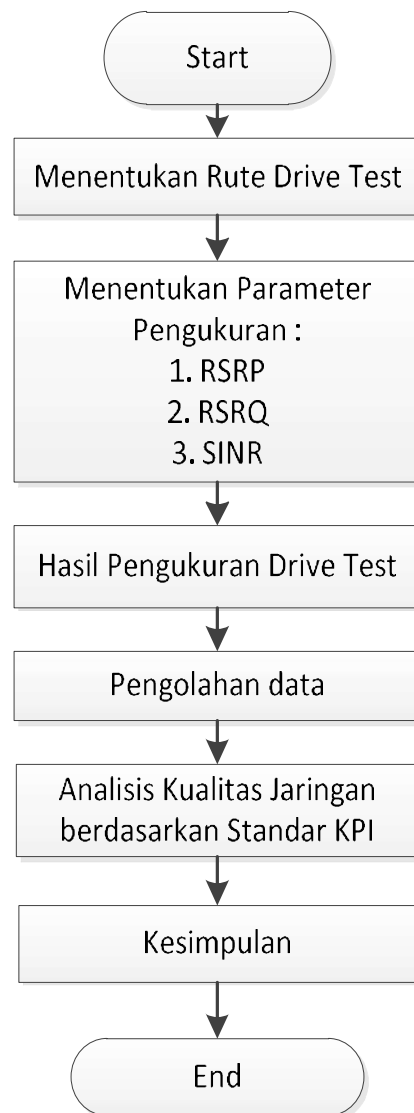 Start
Menentukan Rute Drive Test
Menentukan Parameter
Pengukuran :
1. RSRP
2. RSRQ
3. SINR
Hasil Pengukuran Drive Test
Pengolahan data
Analisis Kualitas Jaringan
berdasarkan Standar KPI
Kesimpulan
End